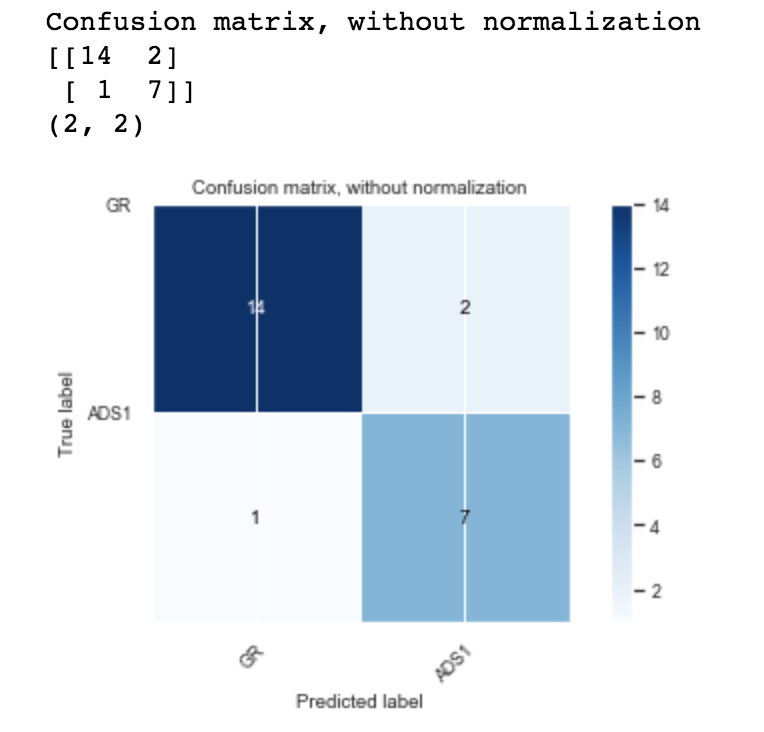 Confusion matrix, without normalization
[[14  2]
 [ 1  7]]
(2, 2)
Confusion matrix, without normalization
GR
14
2
ADS1
1
7
True label
GR
ADS1
Predicted label
14
12
10
8
6
4
2